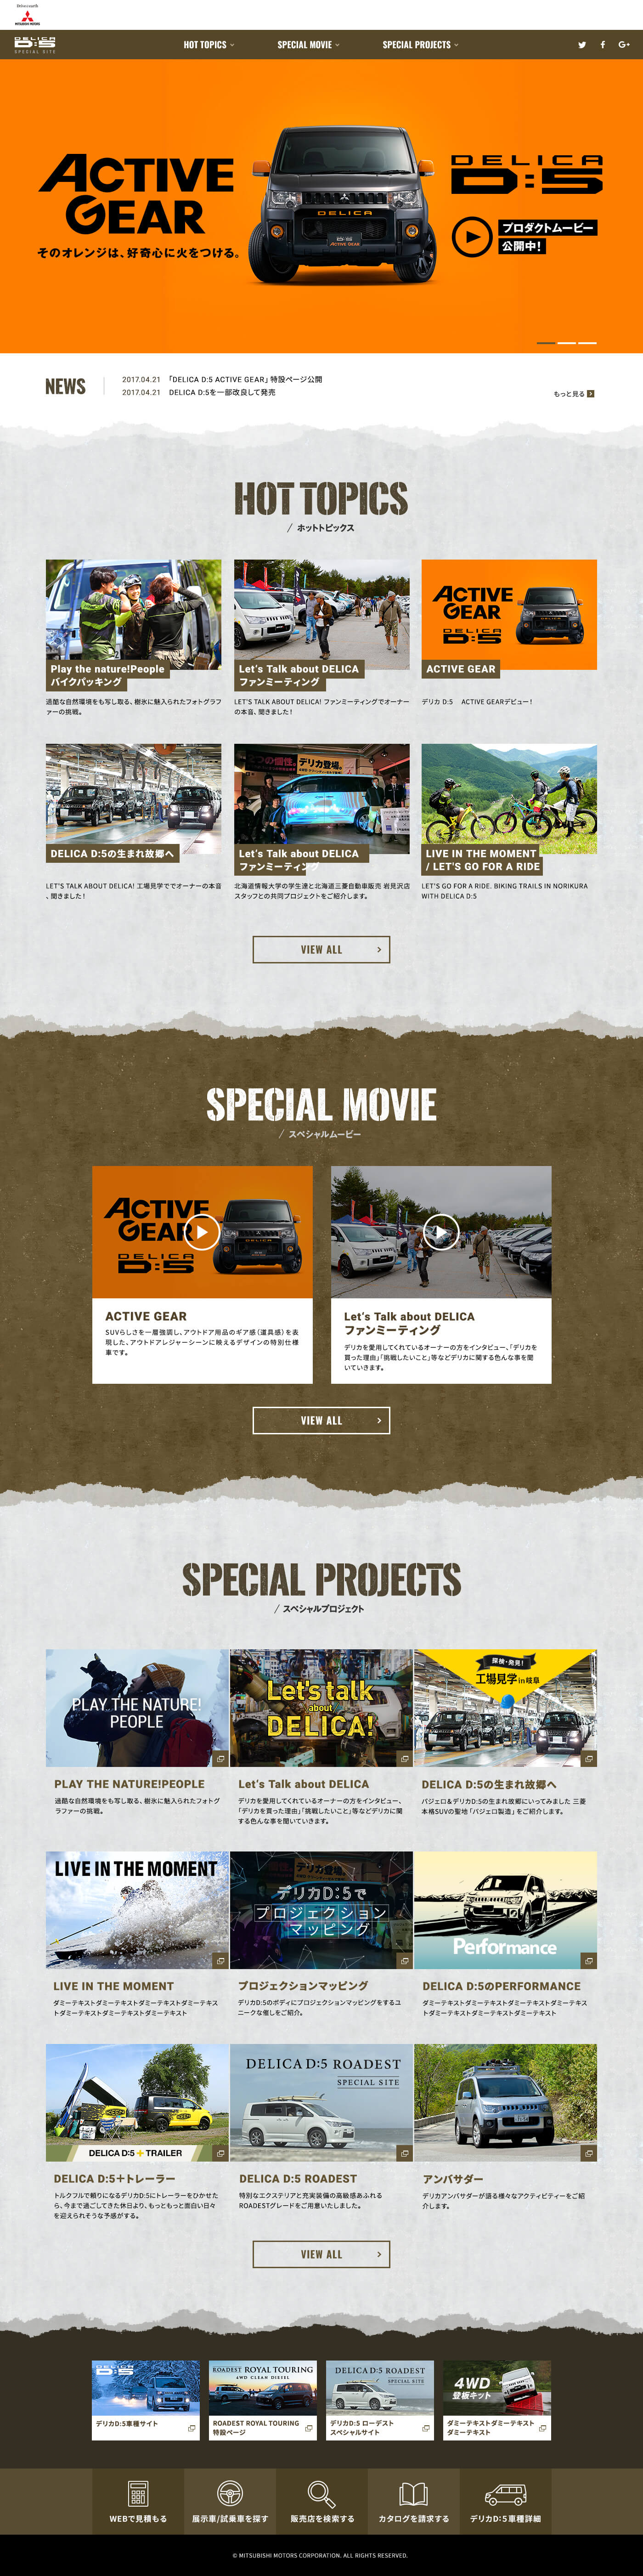 Drive@earth
MITSUBISHI MOTORS
DELICA
D:5
SPECIAL SITE
HOT TOPICS
SPECIAL MOVIE
SPECIAL PROJECTS
G+
ACTIVE
GEAR
そのオレンジは、好奇心に火をつける。
DELICA
D:5
ACTIVE GEAR
DELICA
D:5
プロダクトムービー
公開中!
NEWS
2017.04.21 「DELICA D:5 ACTIVE GEAR」 特設ページ公開
2017.04.21 DELICA D:5を一部改良して発売
もっと見る
HOT TOPICS
/ ホットトピックス
Play the nature!People
バイクパッキング
過酷な自然環境をも写し取る、樹氷に魅入られたフォトグラフ
ァーの挑戦。
Let's Talk about DELICA
ファンミーティング
LET'S TALK ABOUT DELICA! ファンミーティングでオーナー
の本音、聞きました!
ACTIVE
GEAR
DELICA
D:5
ACTIVE GEAR
デリカ D:5 ACTIVE GEARデビュー!
DELICA D:5の生まれ故郷へ
LET'S TALK ABOUT DELICA! 工場見学ででオーナーの本音
、聞きました!
つの個性。
デリカ登場。
Let's Talk about DELICA
ファンミーティング
北海道情報大学の学生達と北海道三菱自動車販売 岩見沢店
スタッフとの共同プロジェクトをご紹介します。
LIVE IN THE MOMENT
/ LET'S GO FOR A RIDE
LET'S GO FOR A RIDE. BIKING TRAILS IN NORIKURA
WITH DELICA D:5
VIEW ALL
SPECIAL MOVIE
/ スペシャルムービー
ACTIVE
GEAR
DELICA
D:5
ACTIVE GEAR
SUVらしさを一層強調し、アウトドア用品のギア感（道具感）を表
現した、アウトドアレジャーシーンに映えるデザインの特別仕様
車です。
Let's Talk about DELICA
ファンミーティング
デリカを愛用してくれているオーナーの方をインタビュー、「デリカを
買った理由」「挑戦したいこと」等などデリカに関する色んな事を聞
いていきます。
VIEW ALL
SPECIAL PROJECTS
/ スペシャルプロジェクト
PLAY THE NATURE!
PEOPLE
PLAY THE NATURE!PEOPLE
過酷な自然環境をも写し取る、樹氷に魅入られたフォトグ
ラファーの挑戦。
Let's talk
about
DELICA!
Let's Talk about DELICA
デリカを愛用してくれているオーナーの方をインタビュー、
「デリカを買った理由」「挑戦したいこと」等などデリカに関
する色んな事を聞いていきます。
探検・発見!
工場見学in岐阜
DELICA D:5の生まれ故郷へ
パジェロ＆デリカD:5の生まれ故郷にいってみました 三菱
本格SUVの聖地「パジェロ製造」をご紹介します。
LIVE IN THE MOMENT
LIVE IN THE MOMENT
ダミーテキストダミーテキストダミーテキストダミーテキス
トダミーテキストダミーテキストダミーテキスト
デリカ登場。
デリカD:5で
プロジェクション
マッピング
プロジェクションマッピング
デリカD:5のボディにプロジェクションマッピングをするユ
ニークな催しをご紹介。
Performance
DELICA D:5のPERFORMANCE
ダミーテキストダミーテキストダミーテキストダミーテキス
トダミーテキストダミーテキストダミーテキスト
DELICA D:5 + TRAILER
DELICA D:5＋トレーラー
トルクフルで頼りになるデリカD:5にトレーラーをひかせた
ら、今まで過ごしてきた休日より、もっともっと面白い日々
を迎えられそうな予感がする。
DELICA D:5 ROADEST
SPECIAL SITE
DELICA D:5 ROADEST
特別なエクステリアと充実装備の高級感あふれる
ROADESTグレードをご用意いたしました。
アンバサダー
デリカアンバサダーが語る様々なアクティビティーをご紹
介します。
VIEW ALL
DELICA
D:5
デリカD:5車種サイト
ROADEST ROYAL TOURING
4WD CLEAN DIESEL
ROADEST ROYAL TOURING
特設ページ
DELICA D:5 ROADEST
SPECIAL SITE
デリカD:5 ローデスト
スペシャルサイト
4WD
登坂キット
ダミーテキストダミーテキスト
ダミーテキスト
WEBで見積もる
展示車/試乗車を探す
販売店を検索する
カタログを請求する
デリカD:5車種詳細
© MITSUBISHI MOTORS CORPORATION. ALL RIGHTS RESERVED.